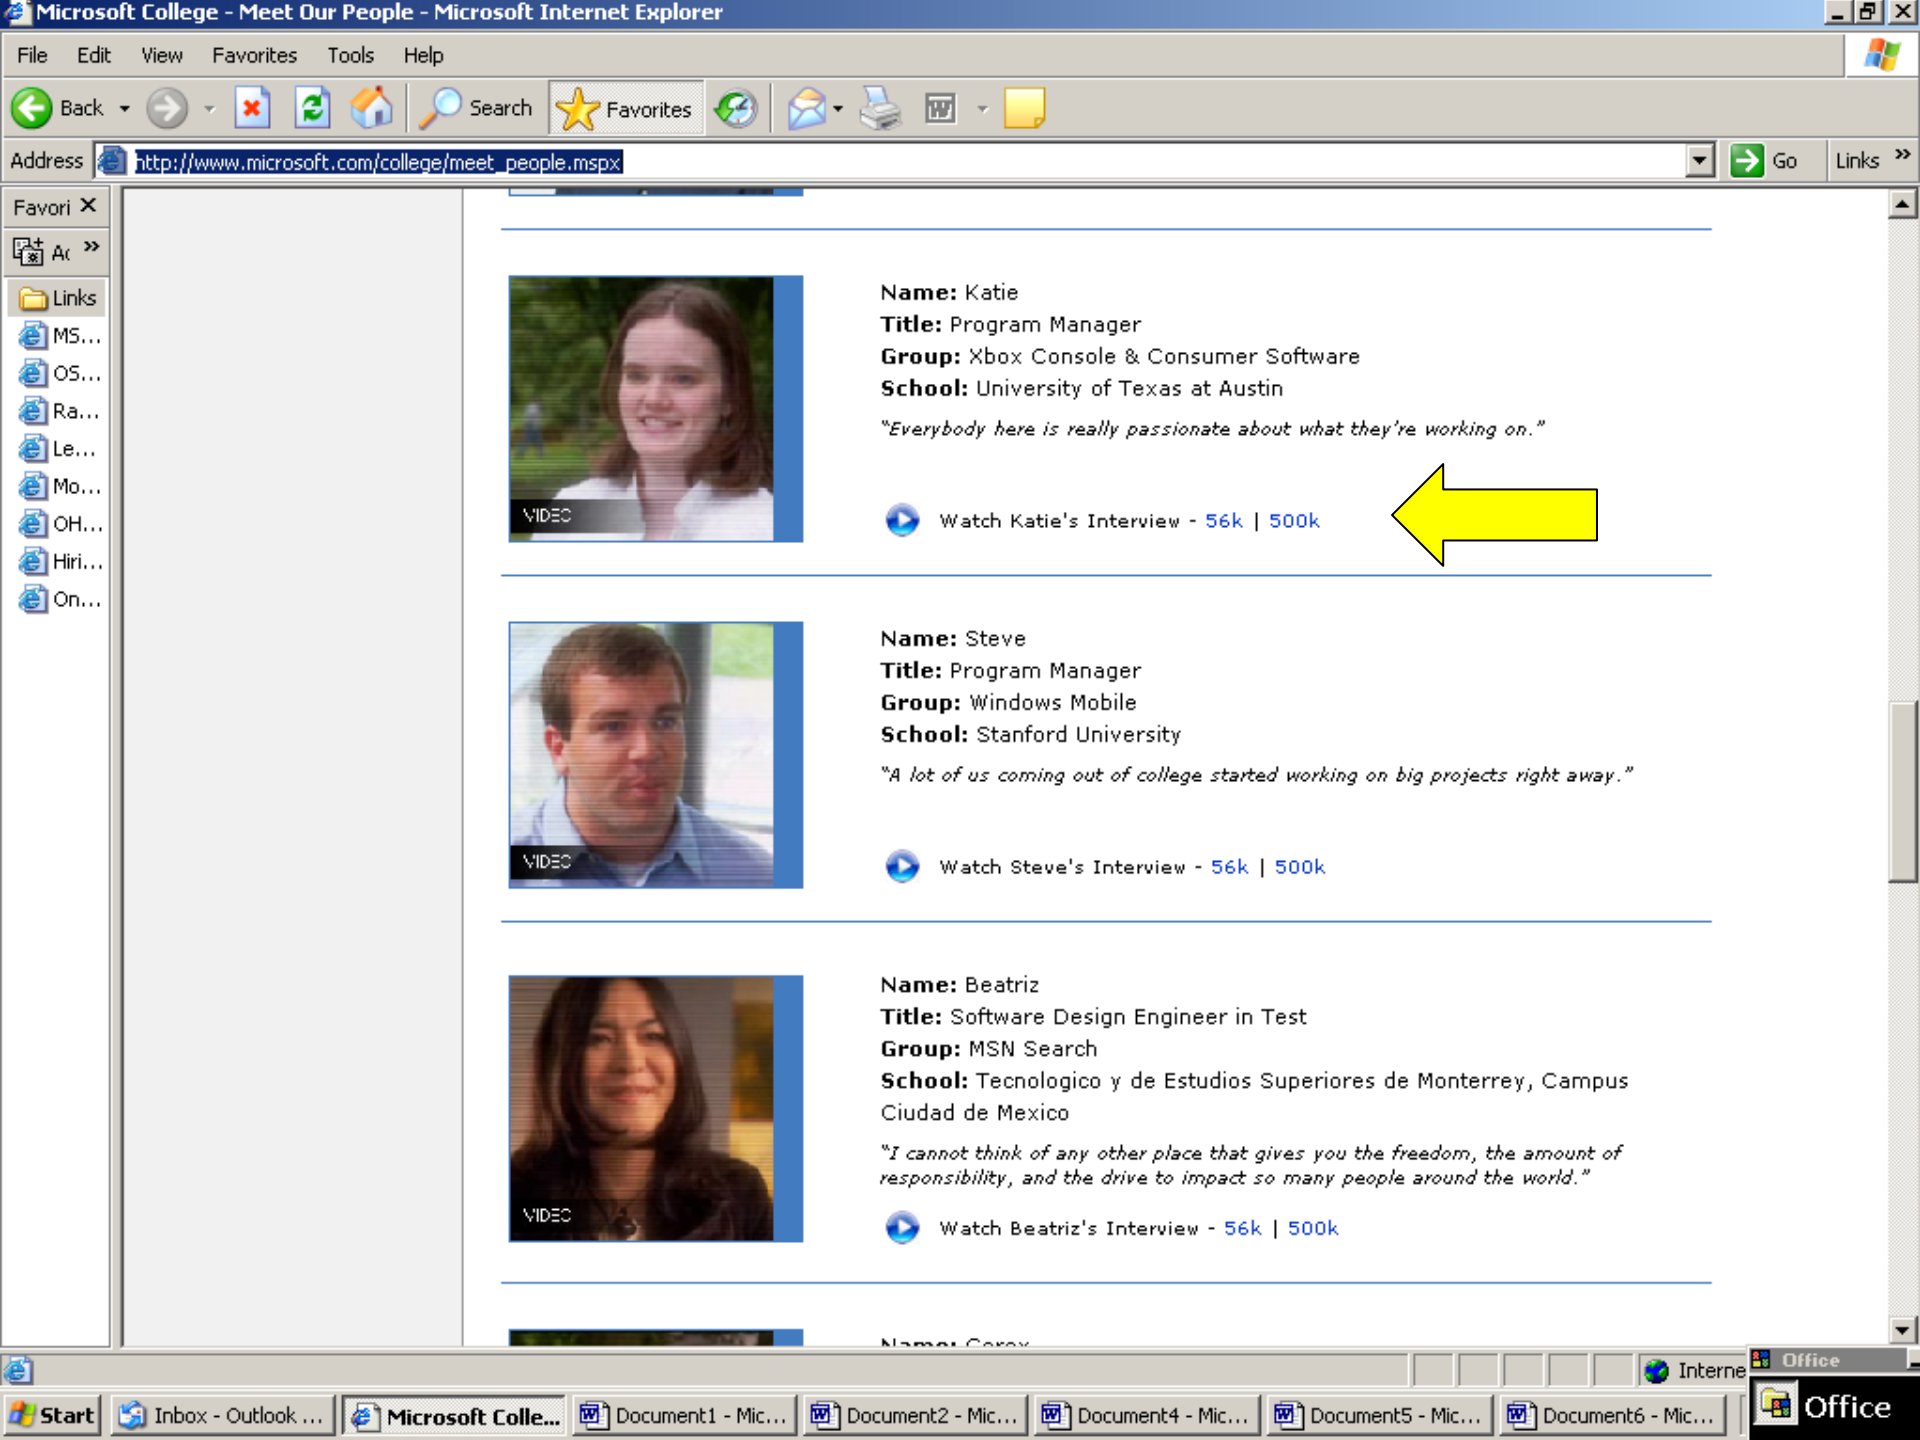 Microsoft College - Meet Our People - Microsoft Internet Explorer
File Edit View Favorites Tools Help
Back Search Favorites
Address http://www.microsoft.com/college/meet_people.mspx Go Links »
Favori
Ac »
Links
MS...
OS...
Ra...
Le...
Mo...
OH...
Hiri...
On...
Name: Katie
Title: Program Manager
Group: Xbox Console & Consumer Software
School: University of Texas at Austin
"Everybody here is really passionate about what they're working on."
VIDEO
Watch Katie's Interview - 56k | 500k
Name: Steve
Title: Program Manager
Group: Windows Mobile
School: Stanford University
"A lot of us coming out of college started working on big projects right away."
VIDEO
Watch Steve's Interview - 56k | 500k
Name: Beatriz
Title: Software Design Engineer in Test
Group: MSN Search
School: Tecnologico y de Estudios Superiores de Monterrey, Campus
Ciudad de Mexico
"I cannot think of any other place that gives you the freedom, the amount of
responsibility, and the drive to impact so many people around the world."
VIDEO
Watch Beatriz's Interview - 56k | 500k
Name:
Interne
Office
Start Inbox - Outlook ... Microsoft Colle... Document1 - Mic... Document2 - Mic... Document4 - Mic... Document5 - Mic... Document6 - Mic... Office